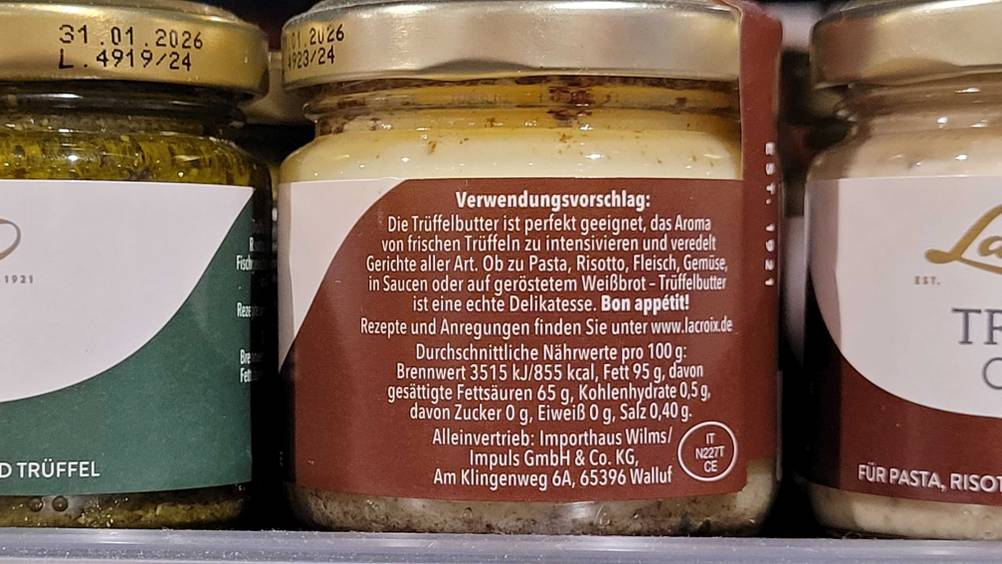 31.01.2026
L.4919/24
1921
D TRÜFFEL
01.2026
4923/24
Verwendungsvorschlag:
Die Trüffelbutter ist perfekt geeignet, das Aroma
von frischen Trüffeln zu intensivieren und veredelt
Gerichte aller Art. Ob zu Pasta, Risotto, Fleisch, Gemüse,
in Saucen oder auf geröstetem Weißbrot – Trüffelbutter
ist eine echte Delikatesse. Bon appétit!
Rezepte und Anregungen finden Sie unter www.lacroix.de
Durchschnittliche Nährwerte pro 100 g:
Brennwert 3515 kJ/855 kcal, Fett 95 g, davon
gesättigte Fettsäuren 65 g, Kohlenhydrate 0,5 g,
davon Zucker 0 g, Eiweiß 0 g, Salz 0,40 g.
Alleinvertrieb: Importhaus Wilms/
Impuls GmbH & Co. KG,
Am Klingenweg 6A, 65396 Walluf
IT
N227T
CE
EST. 1921
La
EST.
FÜR PASTA, RISOT